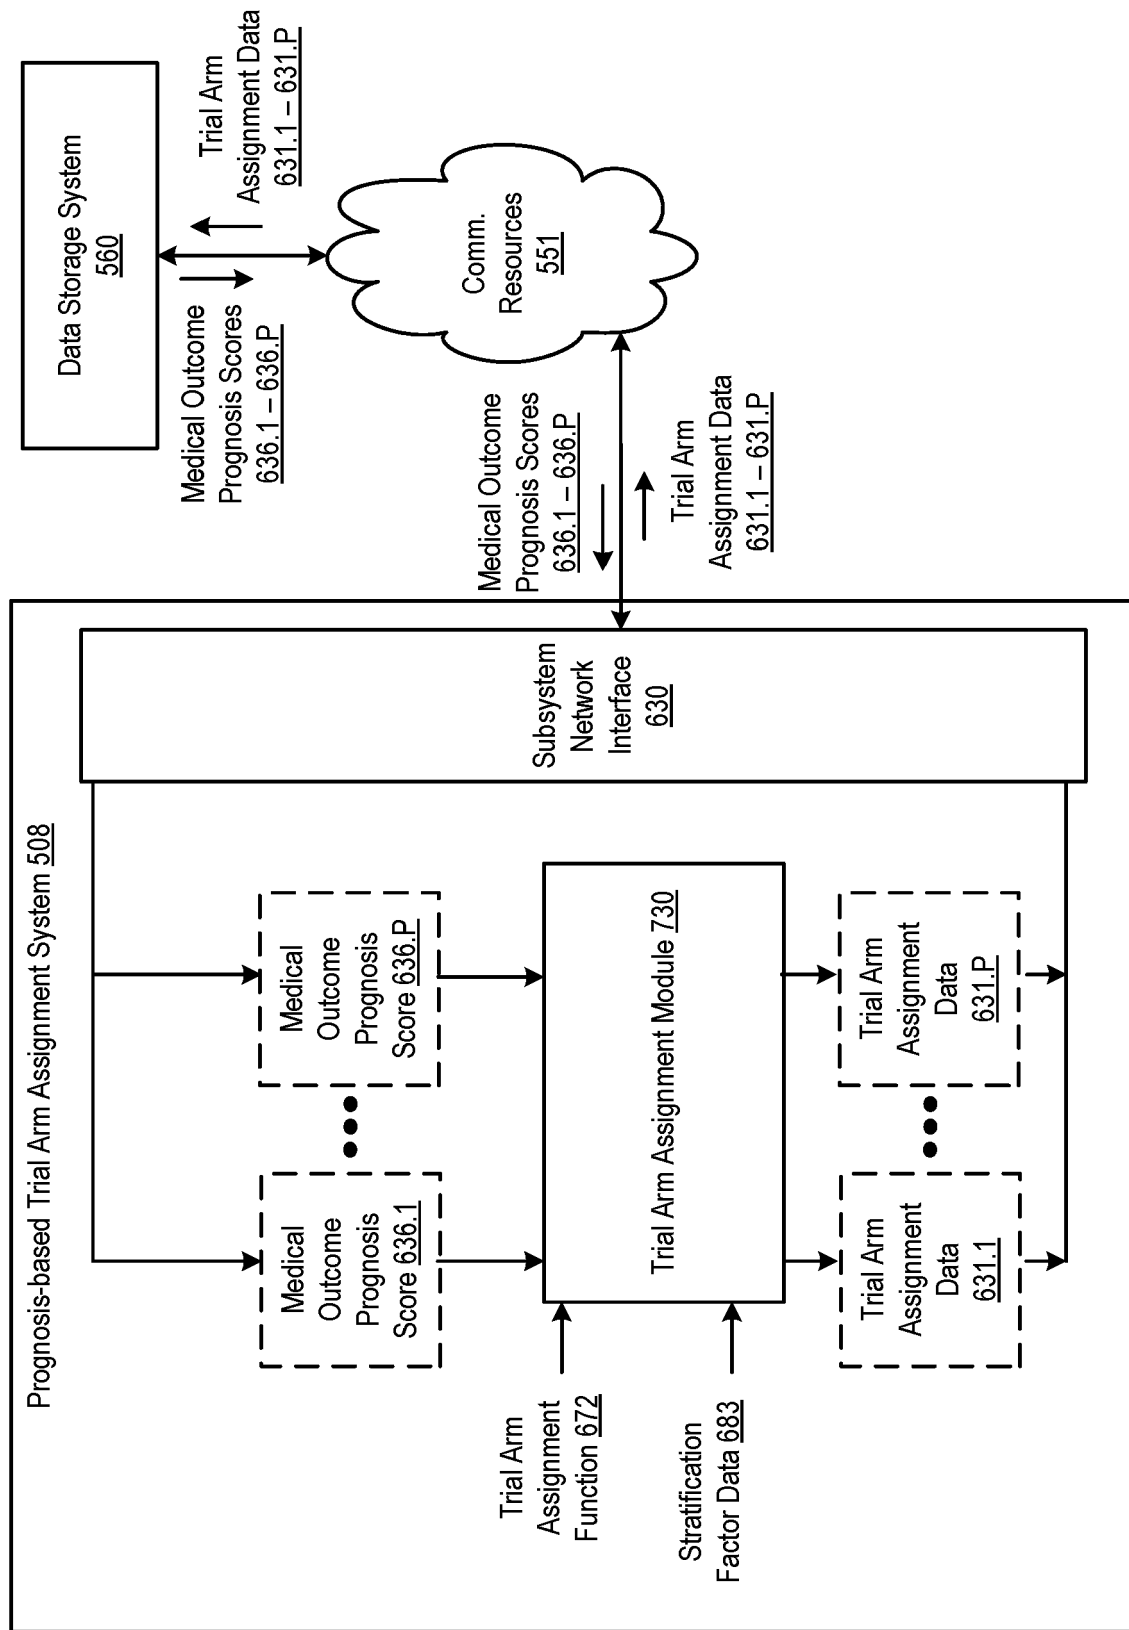 Prognosis-based Trial Arm Assignment System 508
Medical
Outcome
Prognosis
Score 636.1
Medical
Outcome
Prognosis
Score 636.P
Trial Arm
Assignment
Function 672
Stratification
Factor Data 683
Trial Arm Assignment Module 730
Trial Arm
Assignment
Data
631.1
Trial Arm
Assignment
Data
631.P
Subsystem
Network
Interface
630
Medical Outcome
Prognosis Scores
636.1 – 636.P
Trial Arm
Assignment Data
631.1 – 631.P
Comm.
Resources
551
Medical Outcome
Prognosis Scores
636.1 – 636.P
Trial Arm
Assignment Data
631.1 – 631.P
Data Storage System
560